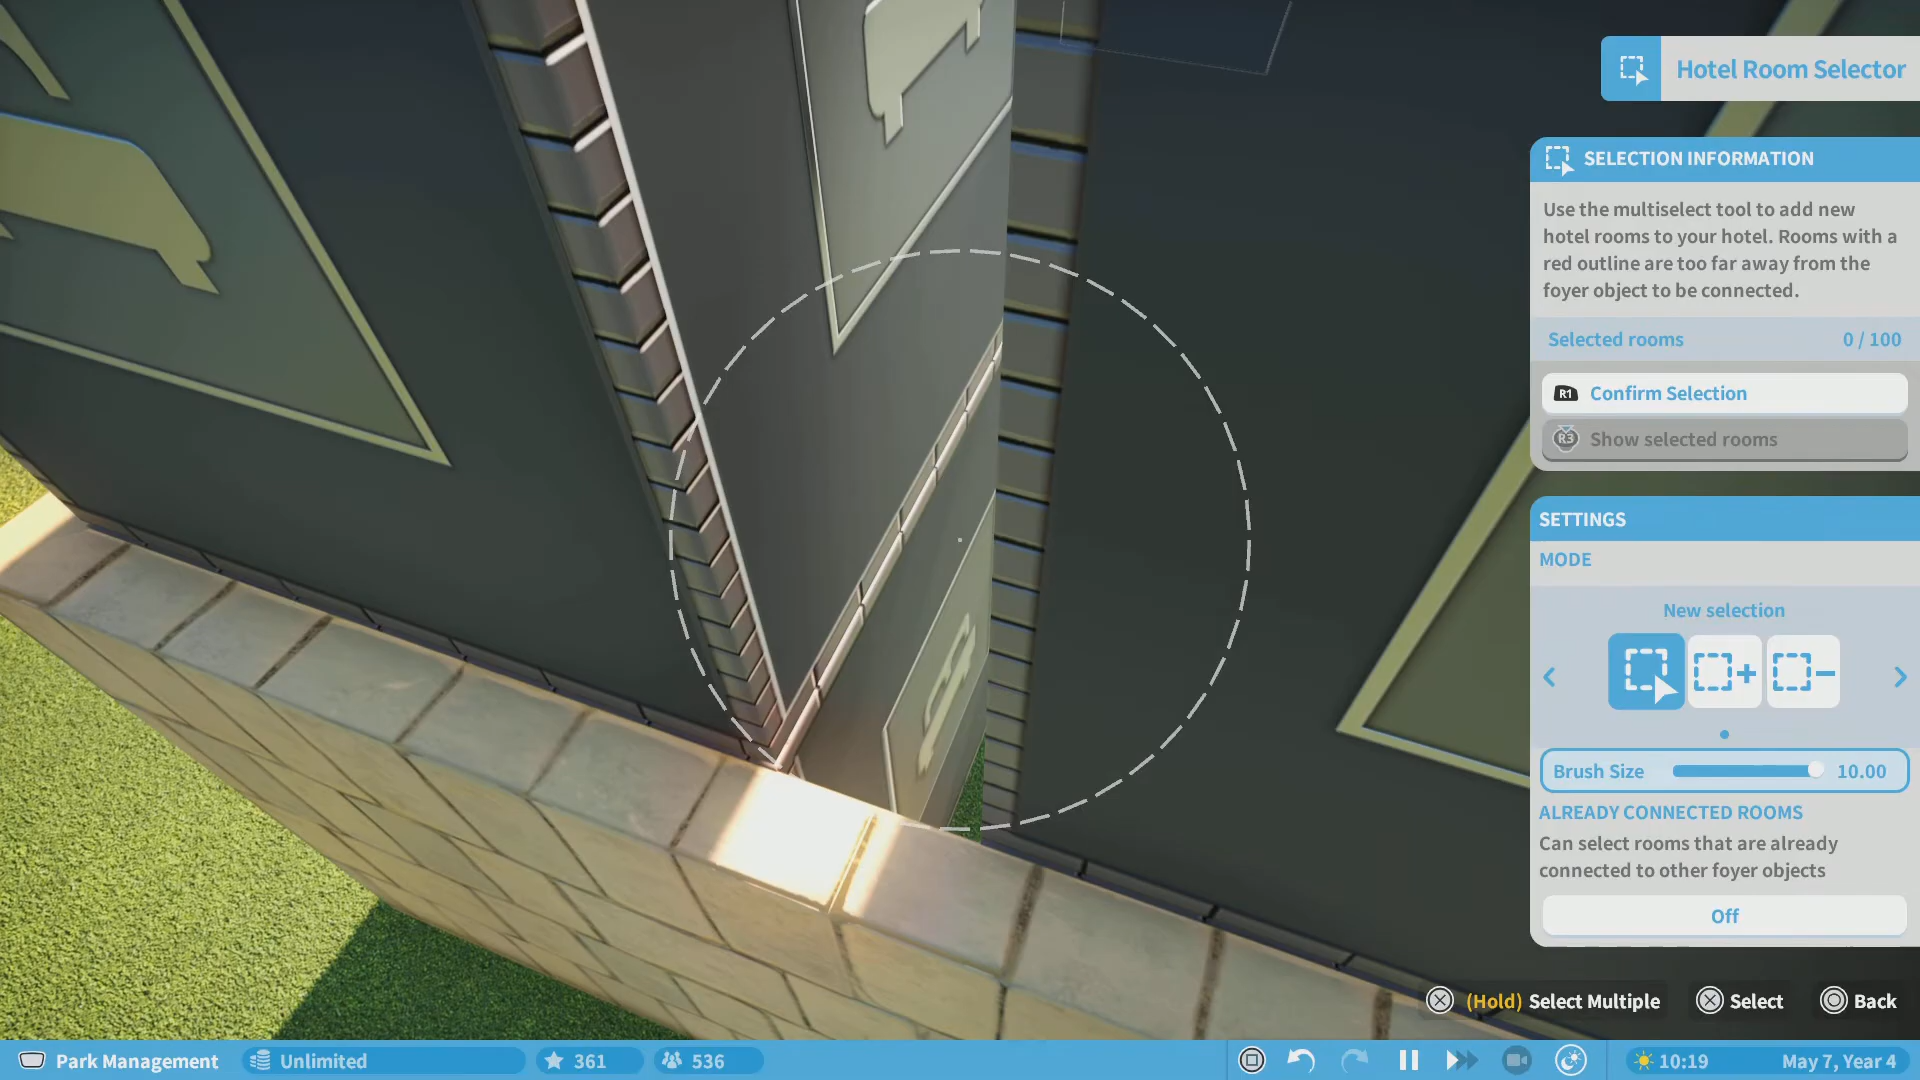 Hotel Room Selector
SELECTION INFORMATION
Use the multiselect tool to add new
hotel rooms to your hotel. Rooms with a
red outline are too far away from the
foyer object to be connected.
Selected rooms 0 / 100
R1 Confirm Selection
R3 Show selected rooms
SETTINGS
MODE
New selection
Brush Size 10.00
ALREADY CONNECTED ROOMS
Can select rooms that are already
connected to other foyer objects
Off
(Hold) Select Multiple Select Back
Park Management Unlimited 361 536 10:19 May 7, Year 4